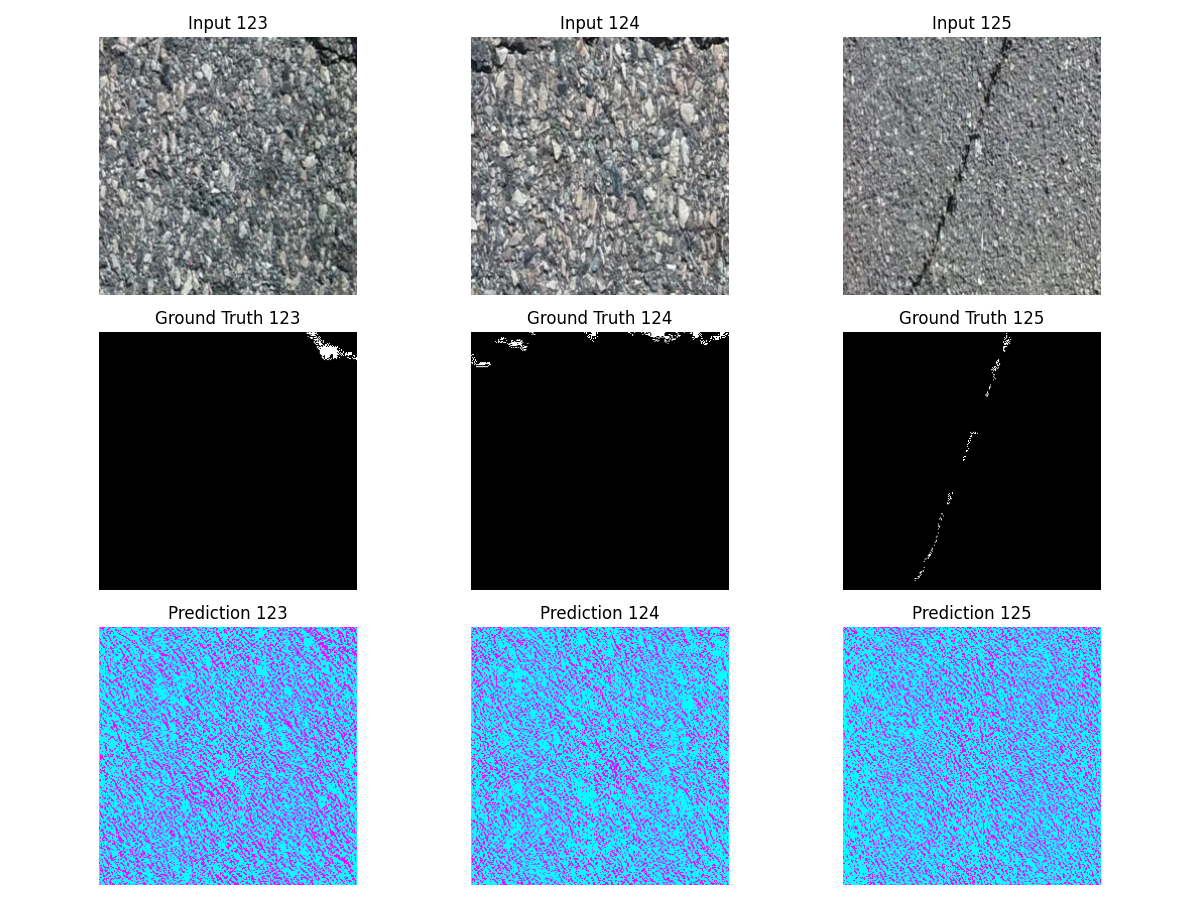 Input 123
Input 124
Input 125
Ground Truth 123
Ground Truth 124
Ground Truth 125
Prediction 123
Prediction 124
Prediction 125